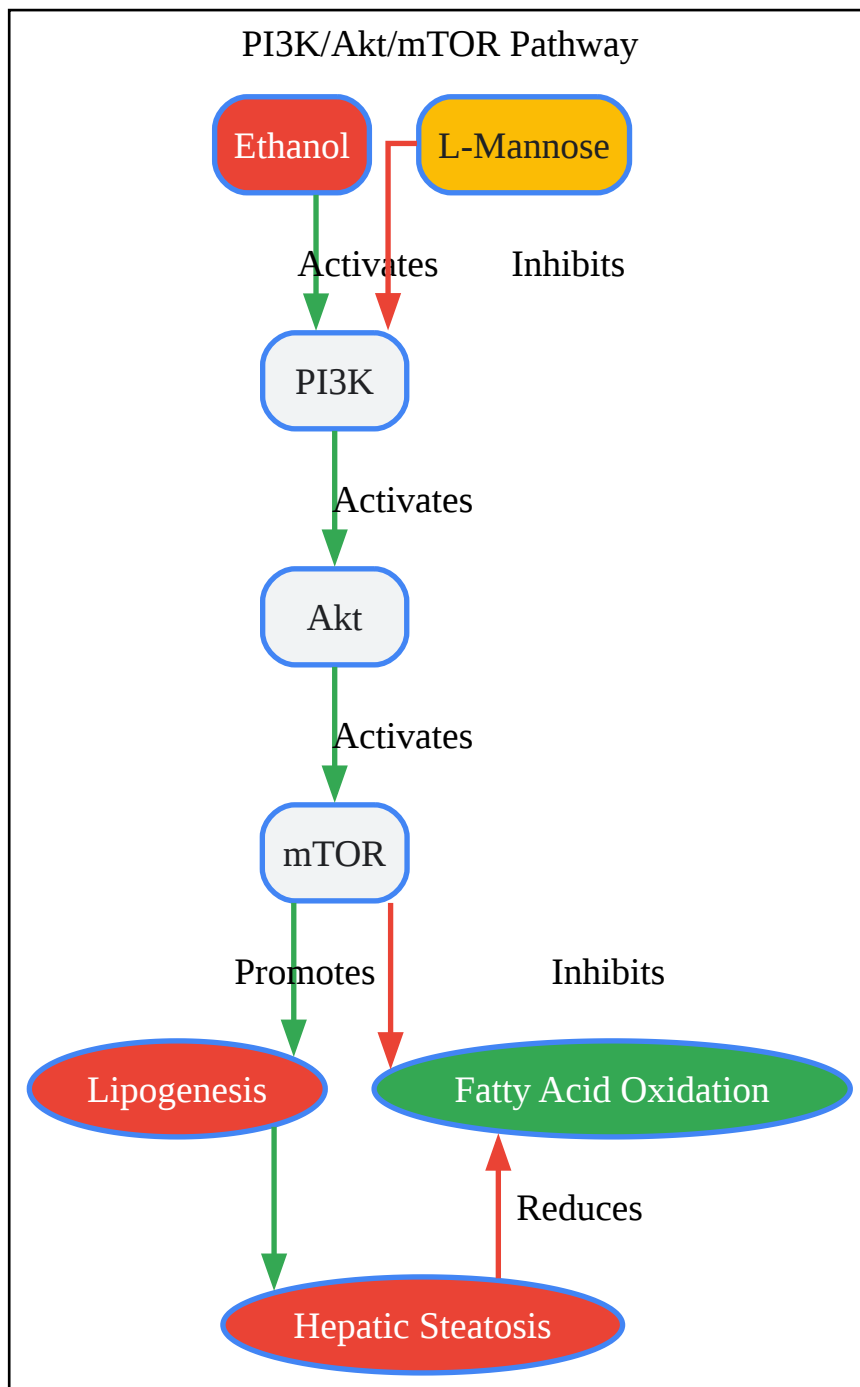 PI3K/Akt/mTOR Pathway
Ethanol
L-Mannose
Activates
Inhibits
PI3K
Activates
Akt
Activates
mTOR
Promotes
Inhibits
Lipogenesis
Fatty Acid Oxidation
Reduces
Hepatic Steatosis